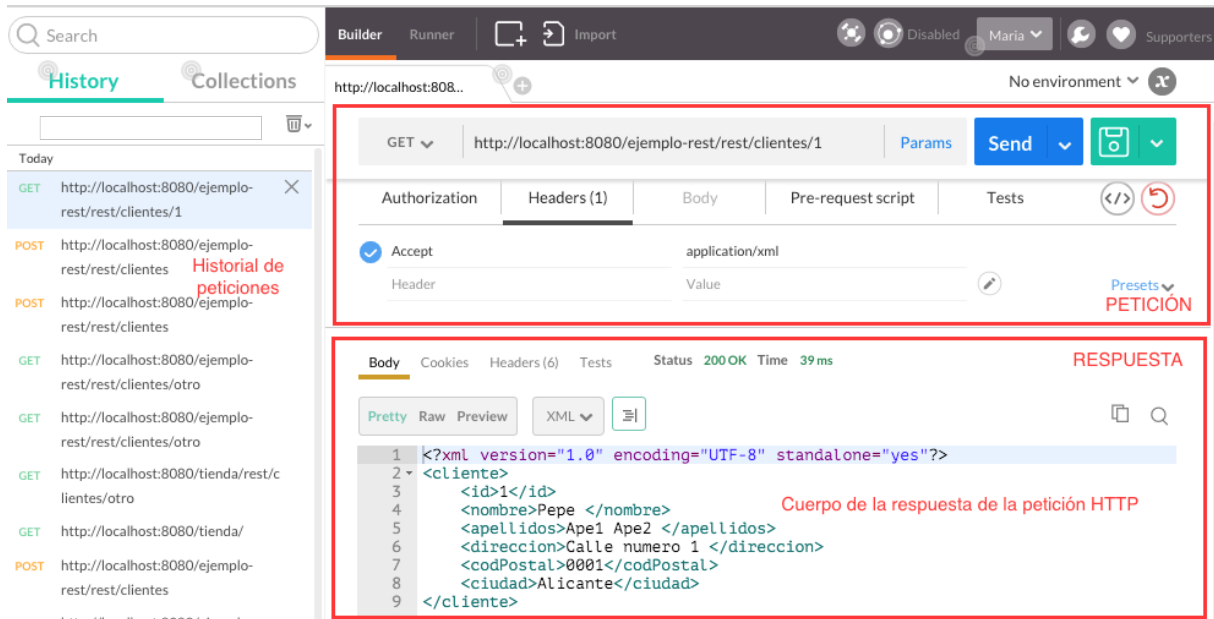 Search
History
Collections
Today
GET http://localhost:8080/ejemplo-
rest/rest/clientes/1
POST http://localhost:8080/ejemplo-
rest/rest/clientes
Historial de
peticiones
POST http://localhost:8080/ejemplo-
rest/rest/clientes
GET http://localhost:8080/ejemplo-
rest/rest/clientes/otro
GET http://localhost:8080/ejemplo-
rest/rest/clientes/otro
GET http://localhost:8080/tienda/rest/c
lientes/otro
GET http://localhost:8080/tienda/
POST http://localhost:8080/ejemplo-
rest/rest/clientes
Builder Runner Import Disabled Maria Supporters
http://localhost:808... No environment
GET http://localhost:8080/ejemplo-rest/rest/clientes/1 Params Send
Authorization Headers (1) Body Pre-request script Tests
Accept application/xml
Header Value Presets
PETICIÓN
Body Cookies Headers (6) Tests Status 200 OK Time 39 ms
RESPUESTA
Pretty Raw Preview XML
1 <?xml version="1.0" encoding="UTF-8" standalone="yes"?>
2 <cliente>
3 <id>1</id>
4 <nombre>Pepe </nombre>
Cuerpo de la respuesta de la petición HTTP
5 <apellidos>Ape1 Ape2 </apellidos>
6 <direccion>Calle numero 1 </direccion>
7 <codPostal>0001</codPostal>
8 <ciudad>Alicante</ciudad>
9 </cliente>